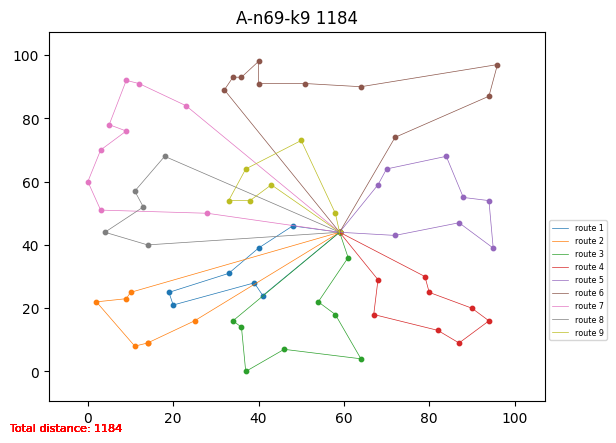 A-n69-k9 1184
100
80
60
40
20
0
0 20 40 60 80 100
route 1
route 2
route 3
route 4
route 5
route 6
route 7
route 8
route 9
Total distance: 1184